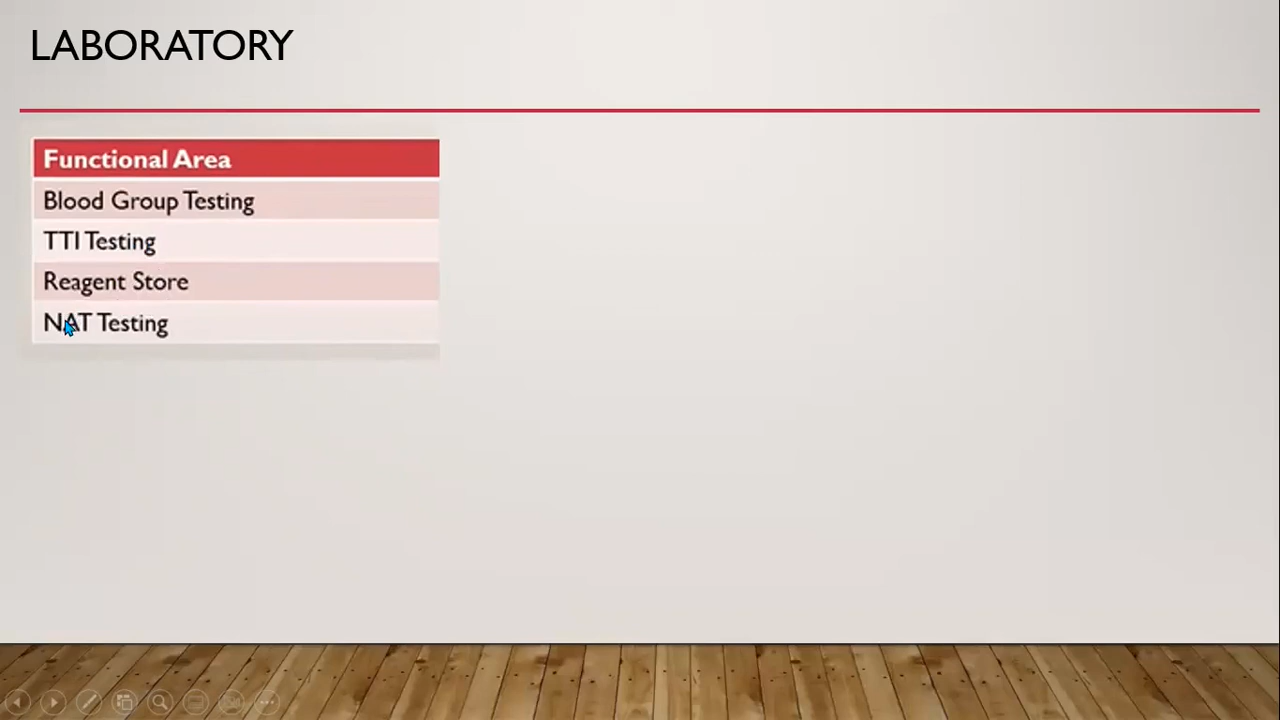 LABORATORY
Functional Area
Blood Group Testing
TTI Testing
Reagent Store
NAT Testing